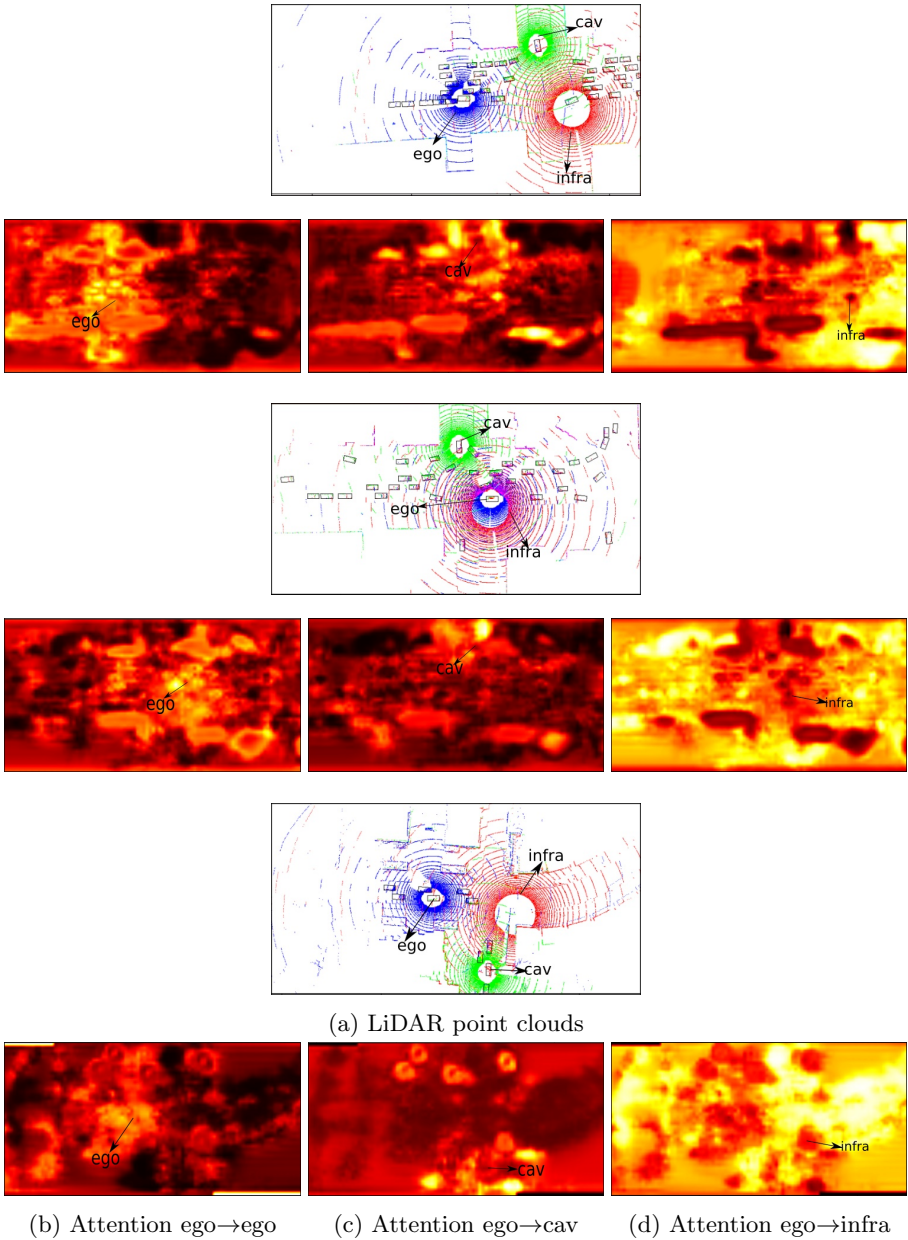 cav
ego
infra
ego
cav
infra
cav
ego
infra
ego
cav
infra
infra
ego
cav
(a) LiDAR point clouds
ego
cav
infra
(b) Attention ego→ego
(c) Attention ego→cav
(d) Attention ego→infra